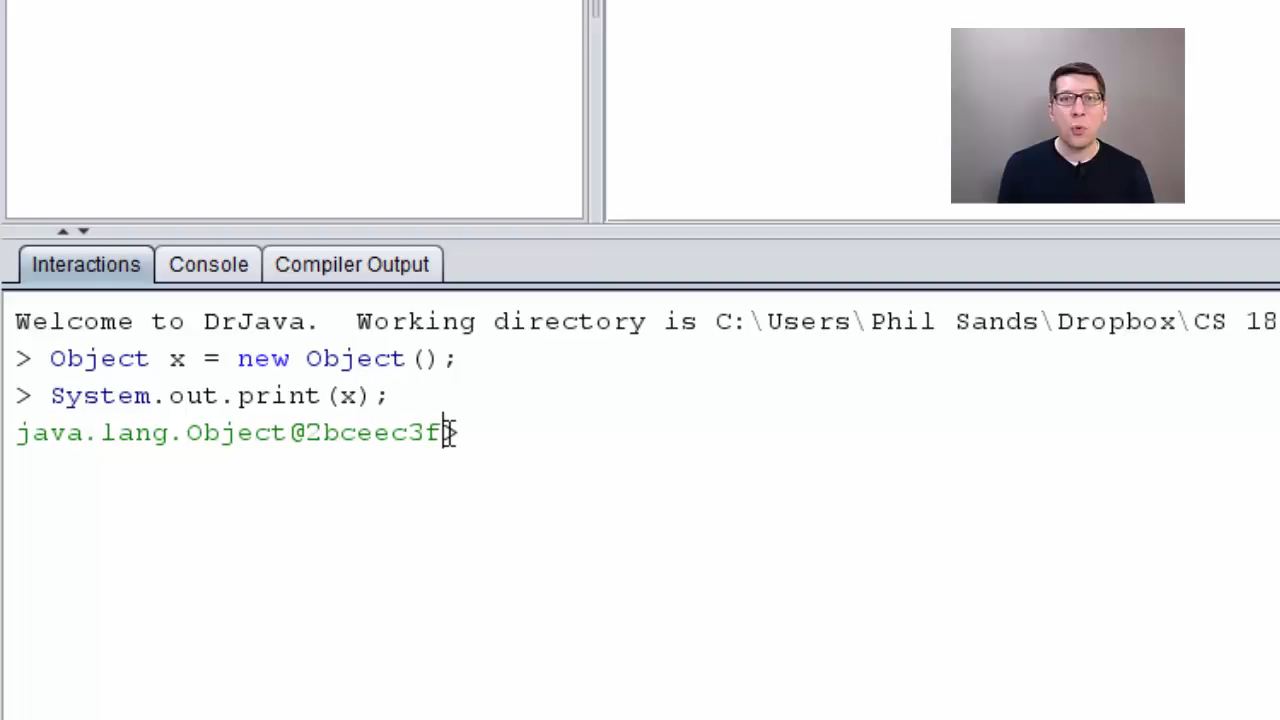 Interactions
Console
Compiler Output
Welcome to DrJava.  Working directory is C:\Users\Phil Sands\Dropbox\CS 18
> Object x = new Object();
> System.out.print(x);
java.lang.Object@2bceec3f>